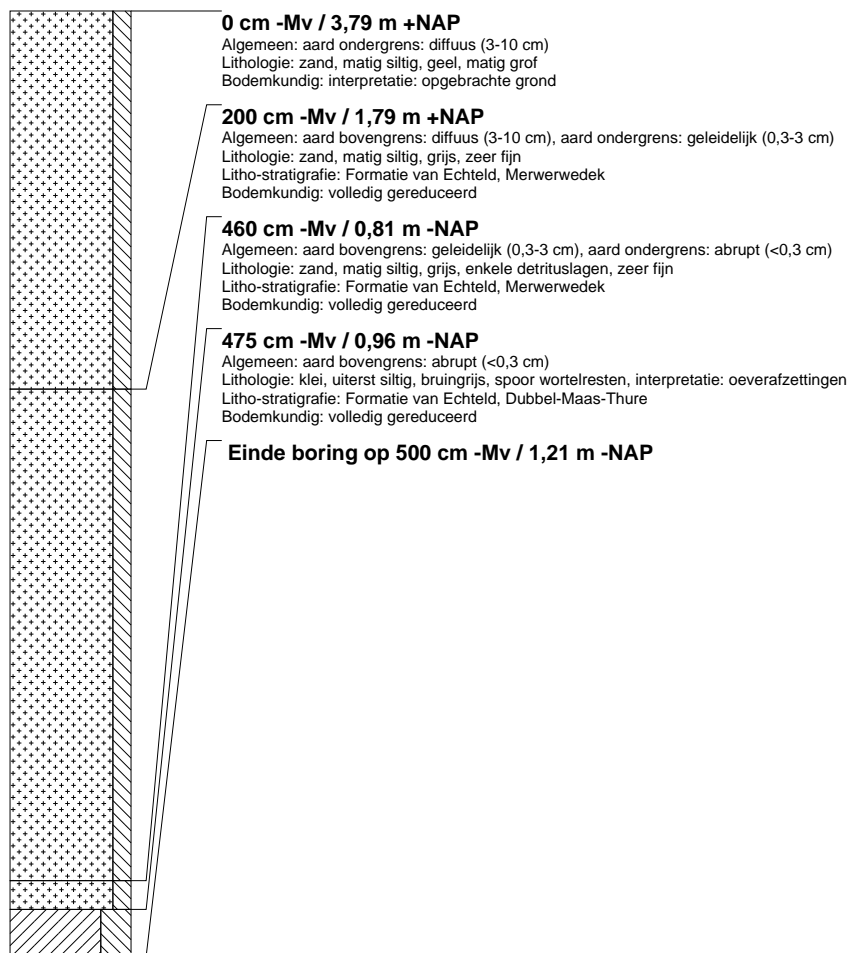 0 cm -Mv / 3,79 m +NAP
Algemeen: aard ondergrens: diffuus (3-10 cm)
Lithologie: zand, matig siltig, geel, matig grof
Bodemkundig: interpretatie: opgebrachte grond
200 cm -Mv / 1,79 m +NAP
Algemeen: aard bovengrens: diffuus (3-10 cm), aard ondergrens: geleidelijk (0,3-3 cm)
Lithologie: zand, matig siltig, grijs, zeer fijn
Litho-stratigrafie: Formatie van Echteld, Merwerwedek
Bodemkundig: volledig gereduceerd
460 cm -Mv / 0,81 m -NAP
Algemeen: aard bovengrens: geleidelijk (0,3-3 cm), aard ondergrens: abrupt (<0,3 cm)
Lithologie: zand, matig siltig, grijs, enkele detrituslagen, zeer fijn
Litho-stratigrafie: Formatie van Echteld, Merwerwedek
Bodemkundig: volledig gereduceerd
475 cm -Mv / 0,96 m -NAP
Algemeen: aard bovengrens: abrupt (<0,3 cm)
Lithologie: klei, uiterst siltig, bruingrijs, spoor wortelresten, interpretatie: oeverafzettingen
Litho-stratigrafie: Formatie van Echteld, Dubbel-Maas-Thure
Bodemkundig: volledig gereduceerd
Einde boring op 500 cm -Mv / 1,21 m -NAP